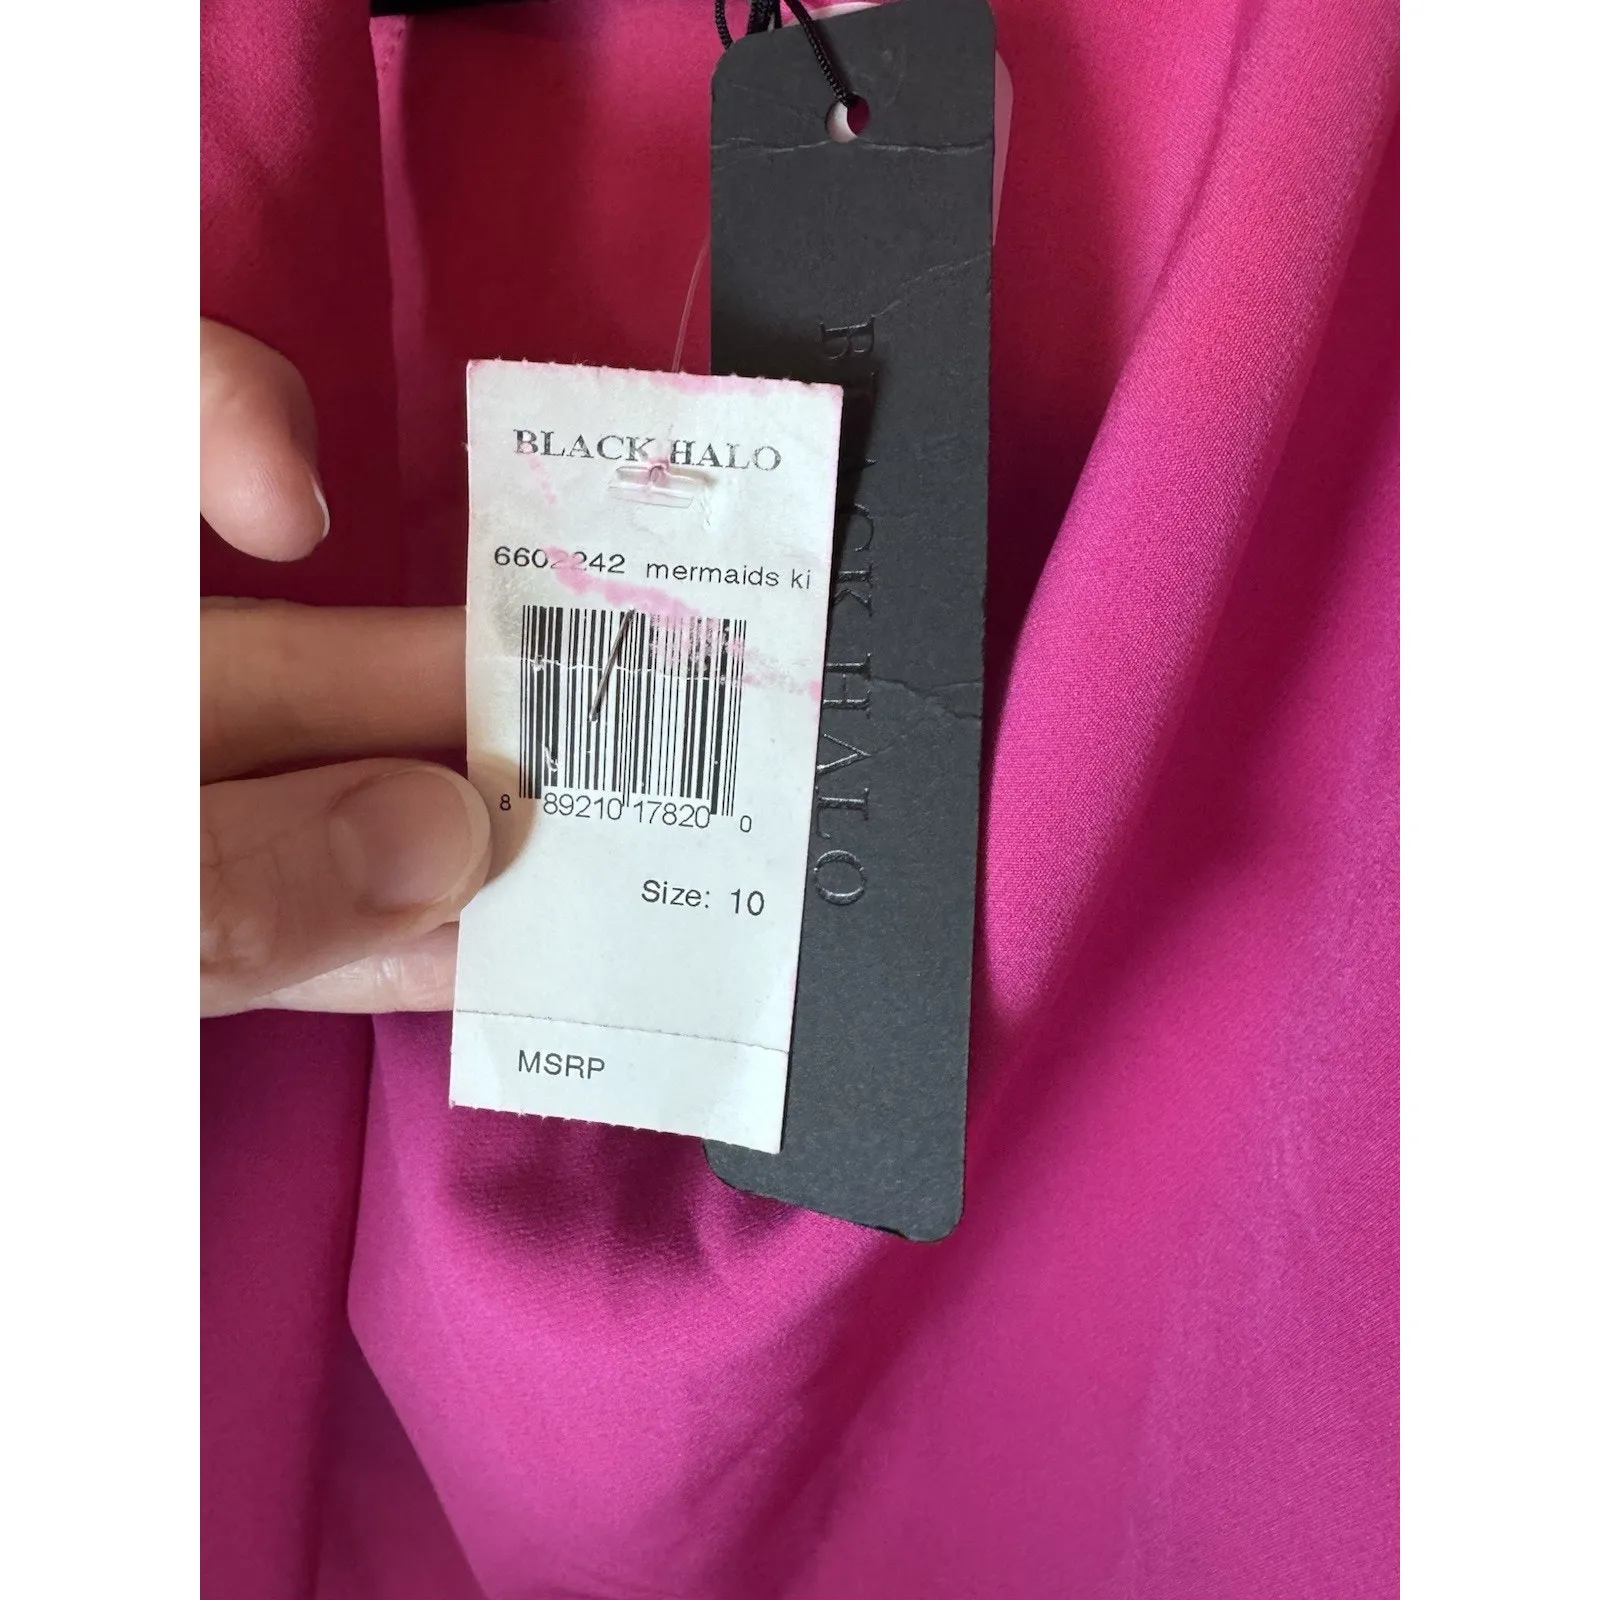 BLACK HALO
6602242 mermaids ki
8 89210 17820 0
Size: 10
MSRP
BLACK HALO